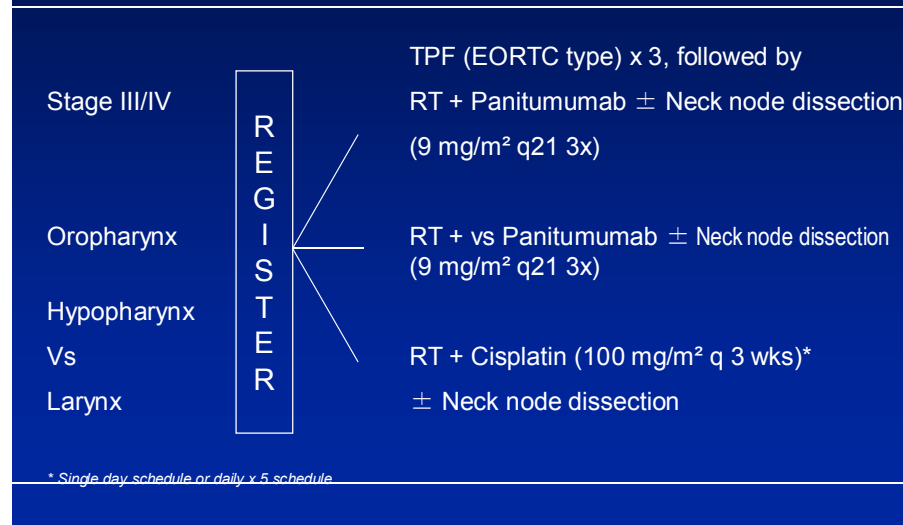 TPF (EORTC type) x 3, followed by
Stage III/IV
RT + Panitumumab ± Neck node dissection
(9 mg/m² q21 3x)
REGISTER
Oropharynx
RT + vs Panitumumab ± Neck node dissection
(9 mg/m² q21 3x)
Hypopharynx
Vs
RT + Cisplatin (100 mg/m² q 3 wks)*
Larynx
± Neck node dissection
* Single day schedule or daily x 5 schedule